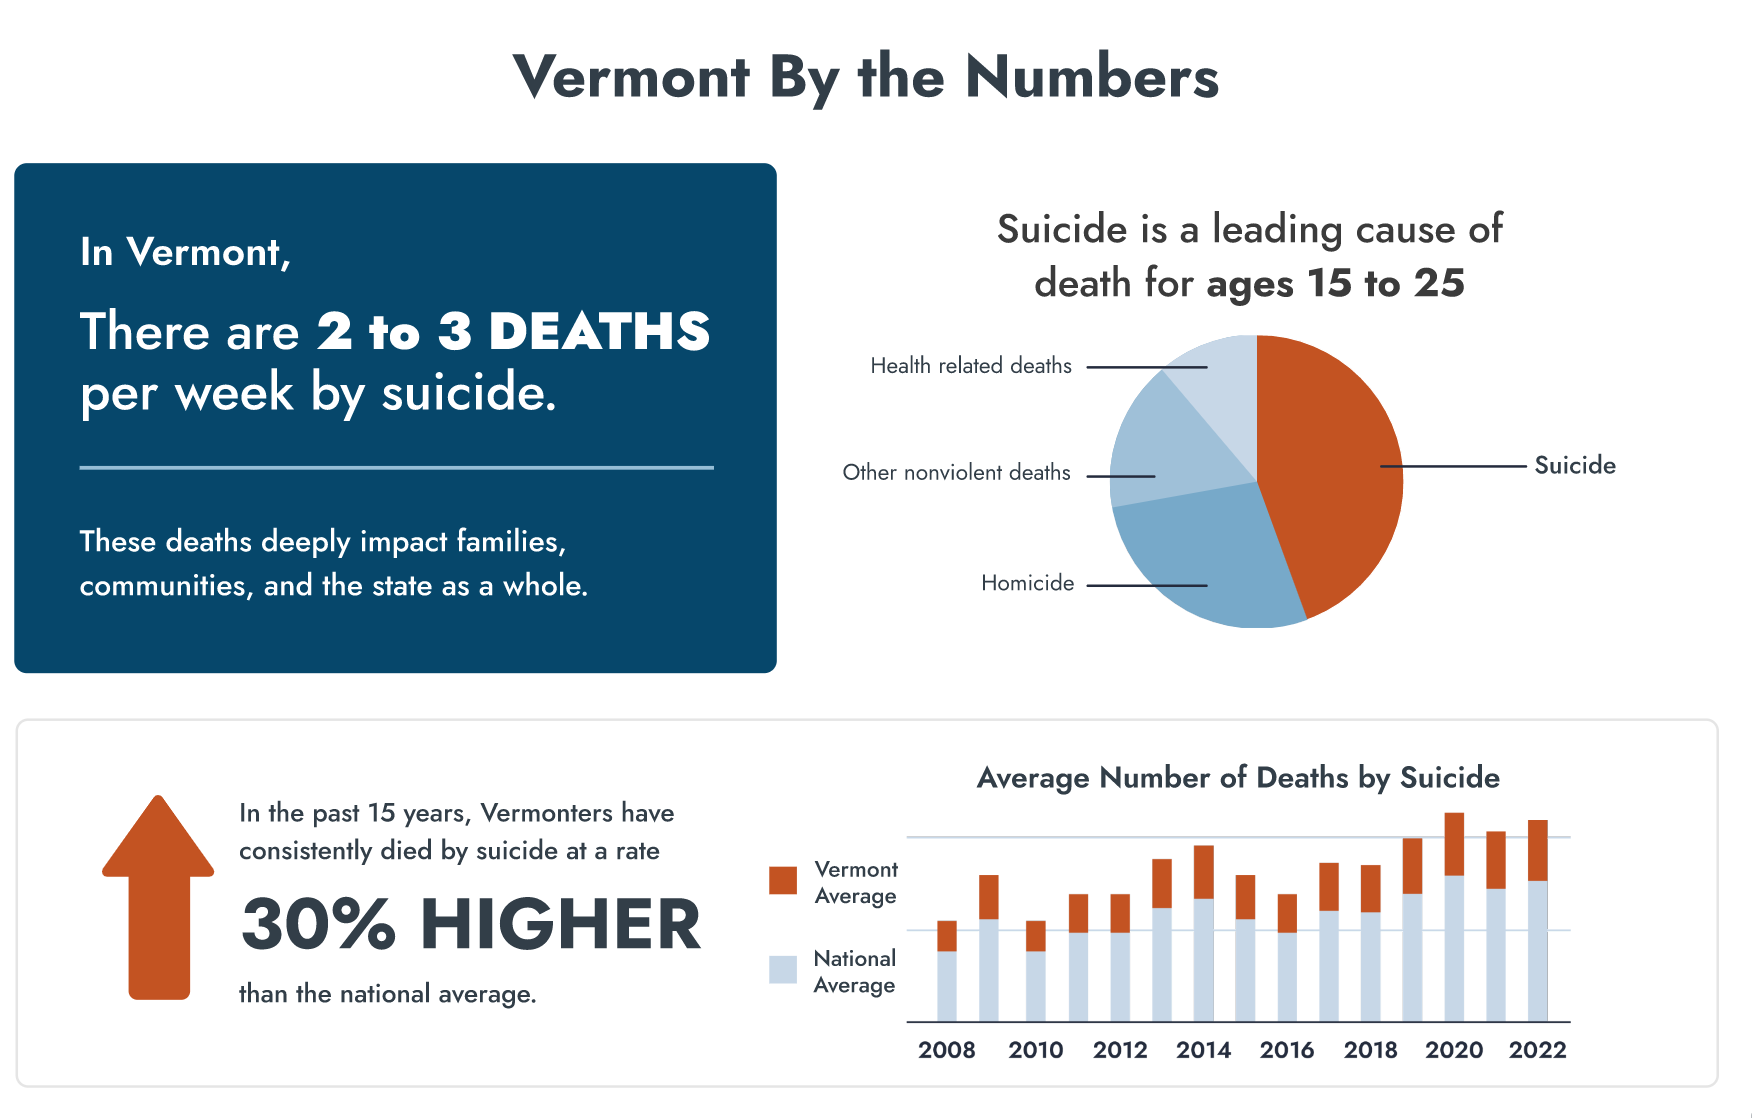 Vermont By the Numbers
In Vermont,
There are 2 to 3 DEATHS
per week by suicide.
These deaths deeply impact families,
communities, and the state as a whole.
Suicide is a leading cause of
death for ages 15 to 25
Health related deaths
Other nonviolent deaths
Homicide
Suicide
In the past 15 years, Vermonters have
consistently died by suicide at a rate
30% HIGHER
than the national average.
Average Number of Deaths by Suicide
Vermont
Average
National
Average
2008 2010 2012 2014 2016 2018 2020 2022